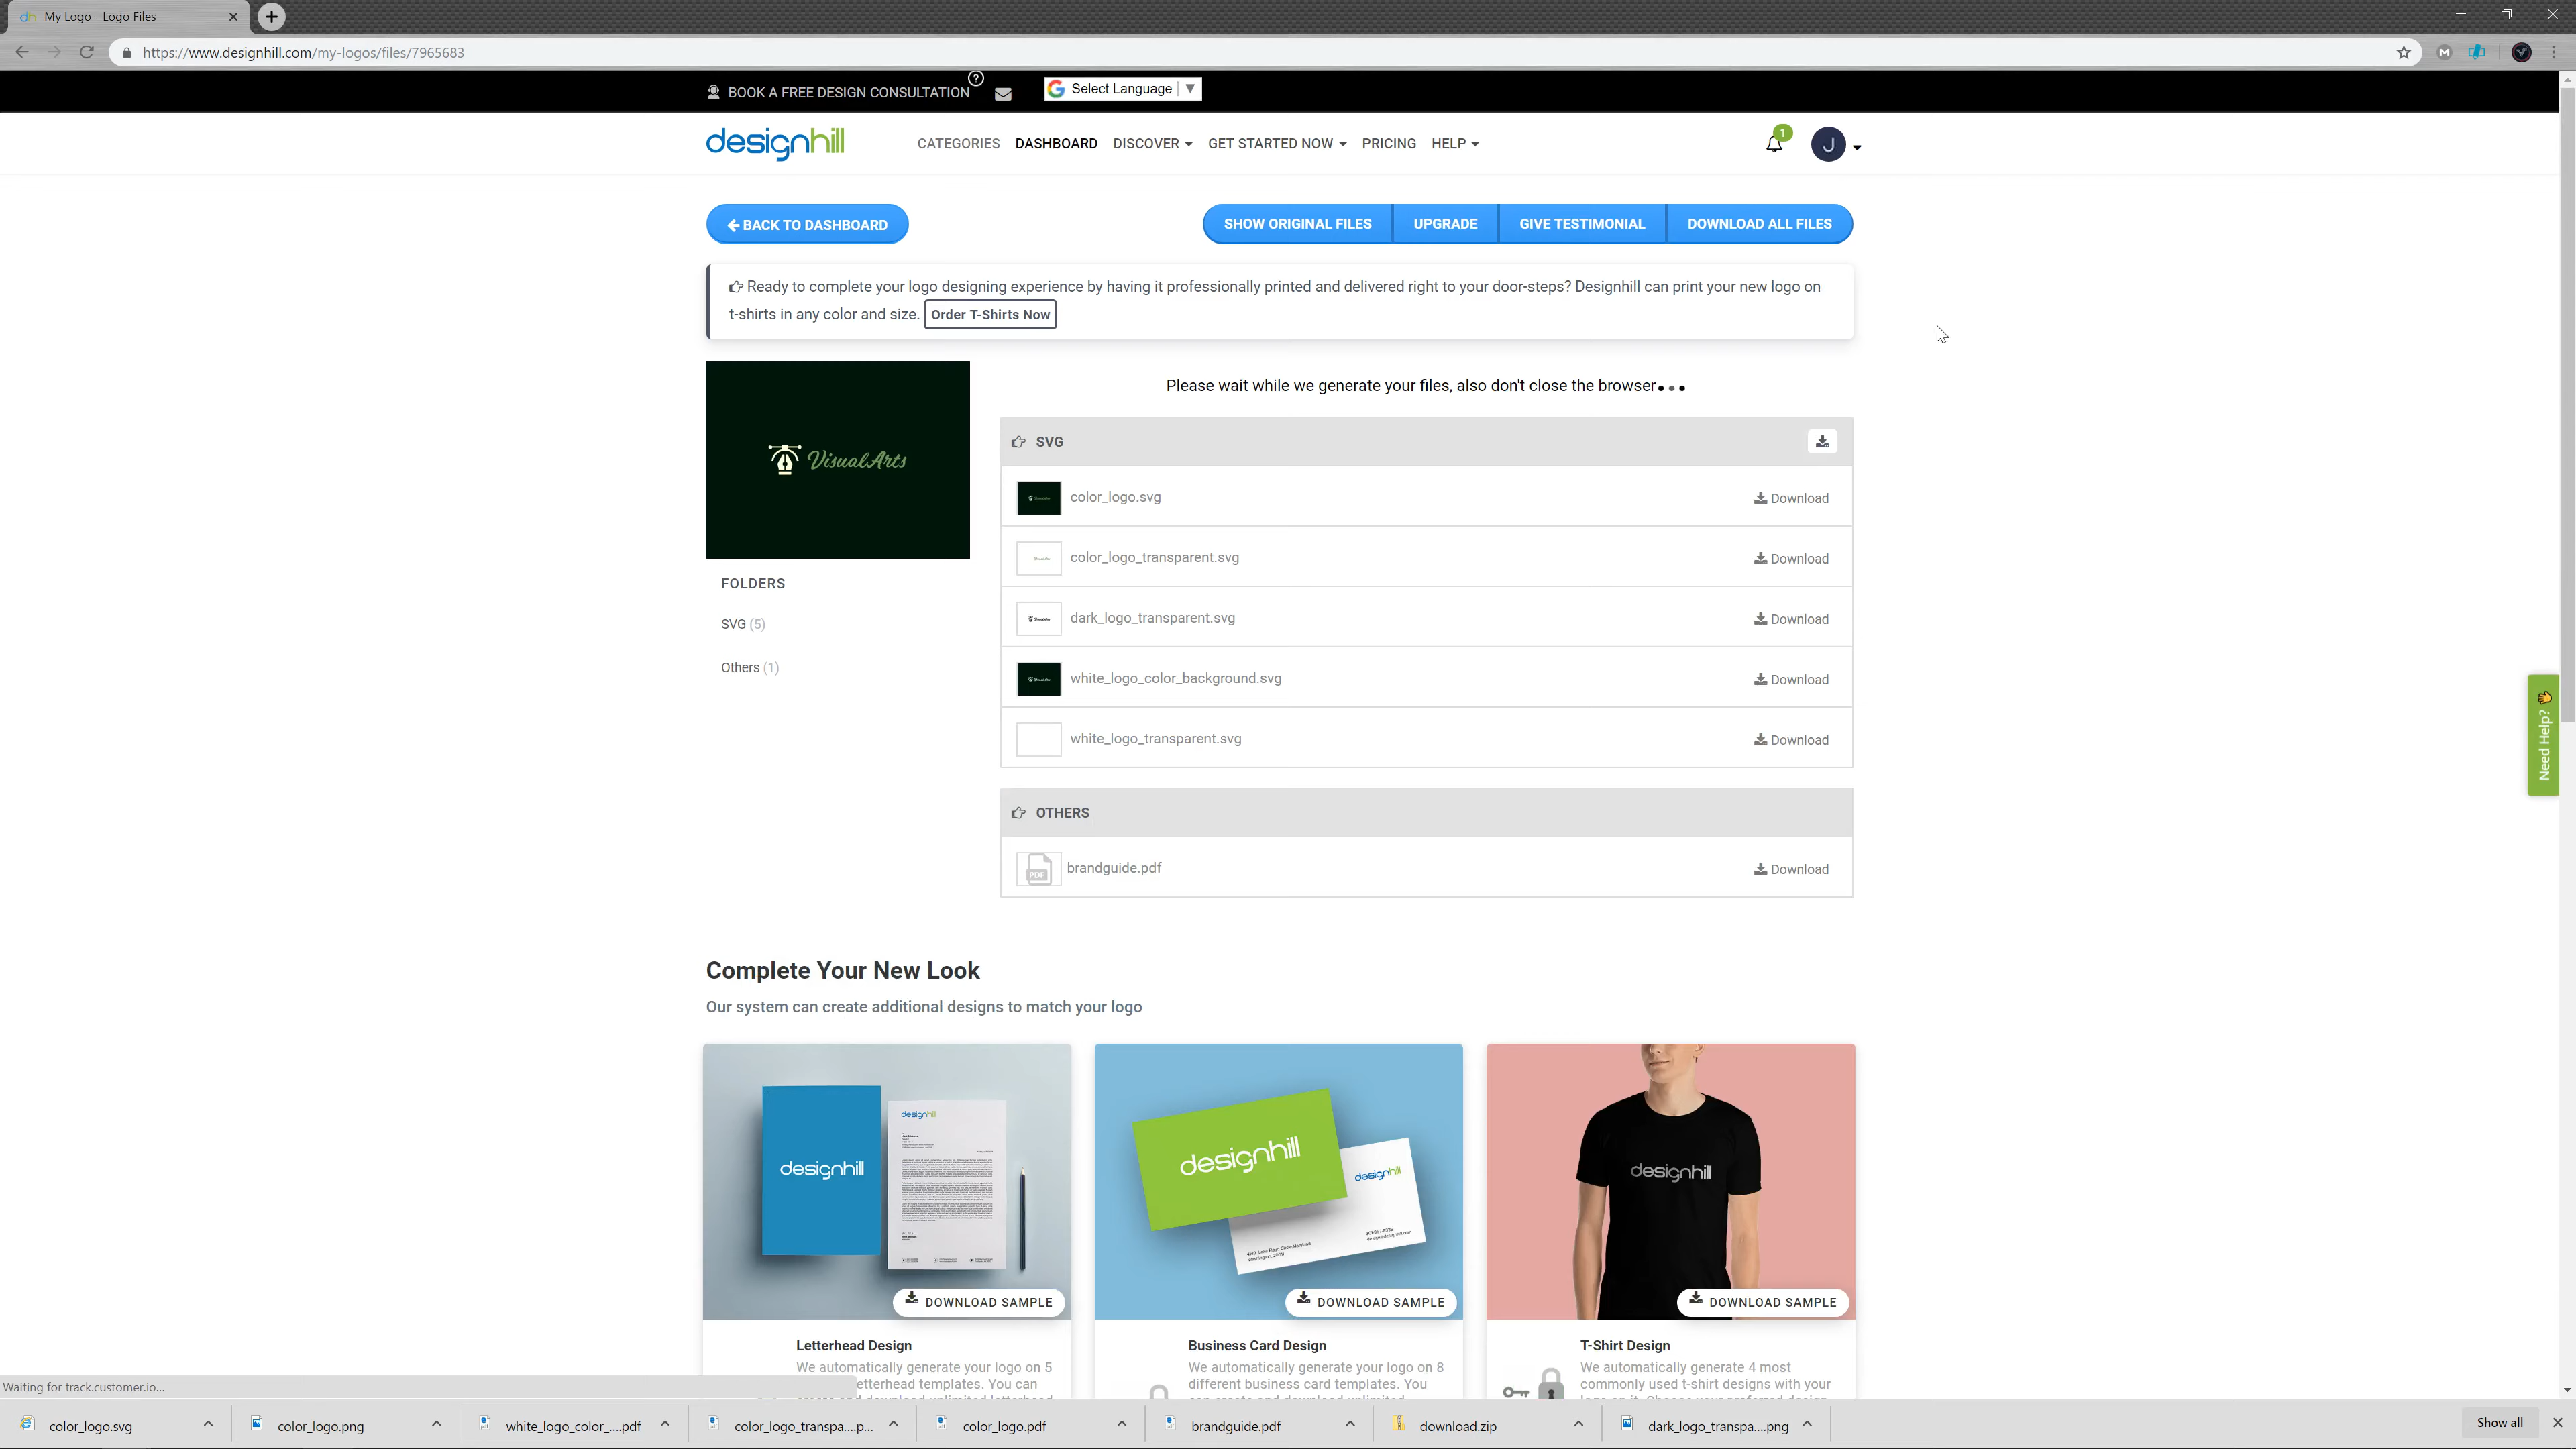 My Logo - Logo Files
https://www.designhill.com/my-logos/files/7965683
BOOK A FREE DESIGN CONSULTATION ?
Select Language ▼
designhill
CATEGORIES DASHBOARD DISCOVER GET STARTED NOW PRICING HELP
1
J
BACK TO DASHBOARD
SHOW ORIGINAL FILES UPGRADE GIVE TESTIMONIAL DOWNLOAD ALL FILES
Ready to complete your logo designing experience by having it professionally printed and delivered right to your door-steps? Designhill can print your new logo on
t-shirts in any color and size. Order T-Shirts Now
Visual Arts
Please wait while we generate your files, also don't close the browser
FOLDERS
SVG (5)
Others (1)
SVG
color_logo.svg Download
color_logo_transparent.svg Download
dark_logo_transparent.svg Download
white_logo_color_background.svg Download
white_logo_transparent.svg Download
OTHERS
PDF brandguide.pdf Download
Need Help?
Complete Your New Look
Our system can create additional designs to match your logo
designhill
designhill
DOWNLOAD SAMPLE
Letterhead Design
We automatically generate your logo on 5
etterhead templates. You can
designhill
designhill
DOWNLOAD SAMPLE
Business Card Design
We automatically generate your logo on 8
different business card templates. You
designhill
DOWNLOAD SAMPLE
T-Shirt Design
We automatically generate 4 most
commonly used t-shirt designs with your
Waiting for track.customer.io...
color_logo.svg
color_logo.png
white_logo_color_....pdf
color_logo_transpa....p...
color_logo.pdf
brandguide.pdf
download.zip
dark_logo_transpa....png
Show all